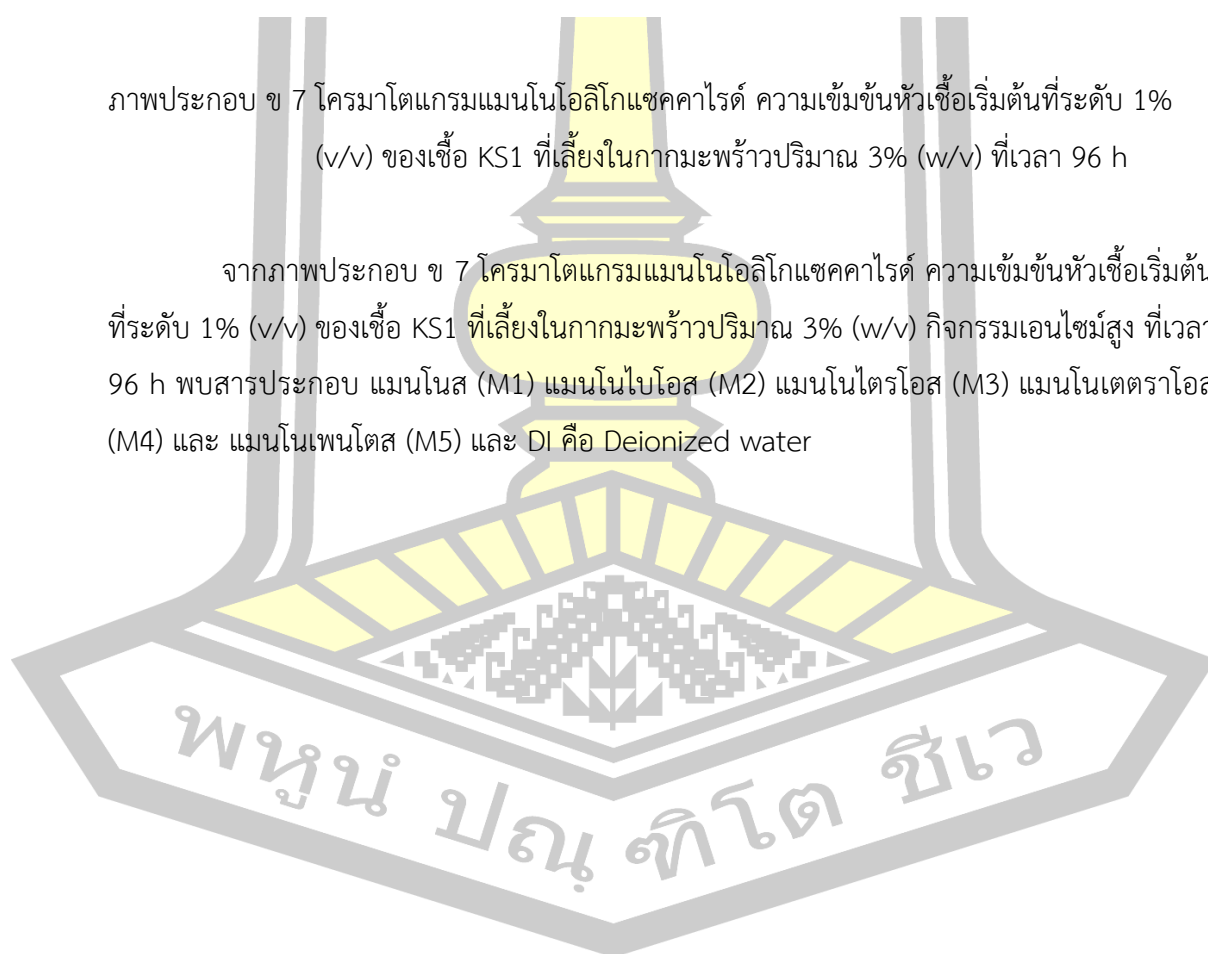 ภาพประกอบ ข 7 โครมาโตแกรมแมนโนโอลิโกแซคคาไรด์ ความเข้มข้นหัวเชื้อเริ่มต้นที่ระดับ 1%
(v/v) ของเชื้อ KS1 ที่เลี้ยงในกากมะพร้าวปริมาณ 3% (w/v) ที่เวลา 96 h
จากภาพประกอบ ข 7 โครมาโตแกรมแมนโนโอลิโกแซคคาไรด์ ความเข้มข้นหัวเชื้อเริ่มต้น
ที่ระดับ 1% (v/v) ของเชื้อ KS1 ที่เลี้ยงในกากมะพร้าวปริมาณ 3% (w/v) กิจกรรมเอนไซม์สูง ที่เวลา
96 h พบสารประกอบ แมนโนส (M1) แมนโนไบโอส (M2) แมนโนไตรโอส (M3) แมนโนเตตราโอส
(M4) และ แมนโนเพนโตส (M5) และ DI คือ Deionized water
พหูนํ ปณฺฑิโต ชีเว